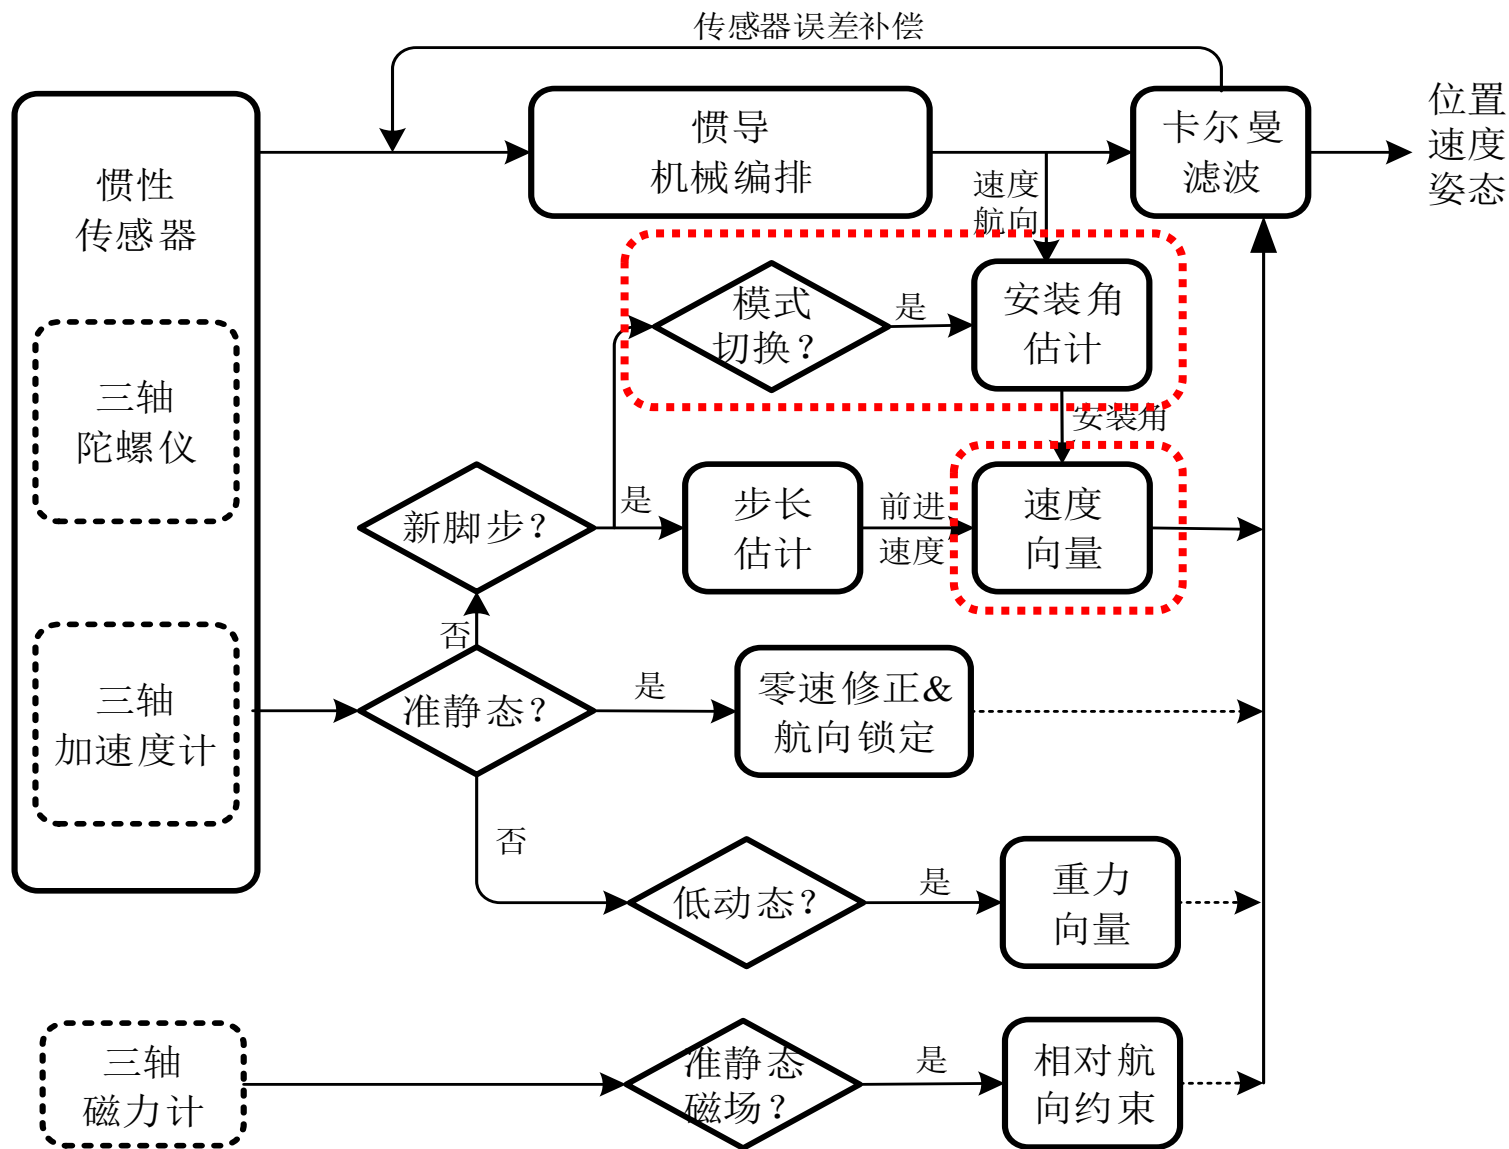 传感器误差补偿
惯性
传感器
三轴
陀螺仪
三轴
加速度计
三轴
磁力计
惯导
机械编排
卡尔曼
滤波
位置
速度
姿态
速度
航向
模式
切换？
是
安装角
估计
安装角
新脚步？
是
步长
估计
前进
速度
速度
向量
否
准静态？
是
零速修正&
航向锁定
否
低动态？
是
重力
向量
准静态
磁场？
是
相对航
向约束